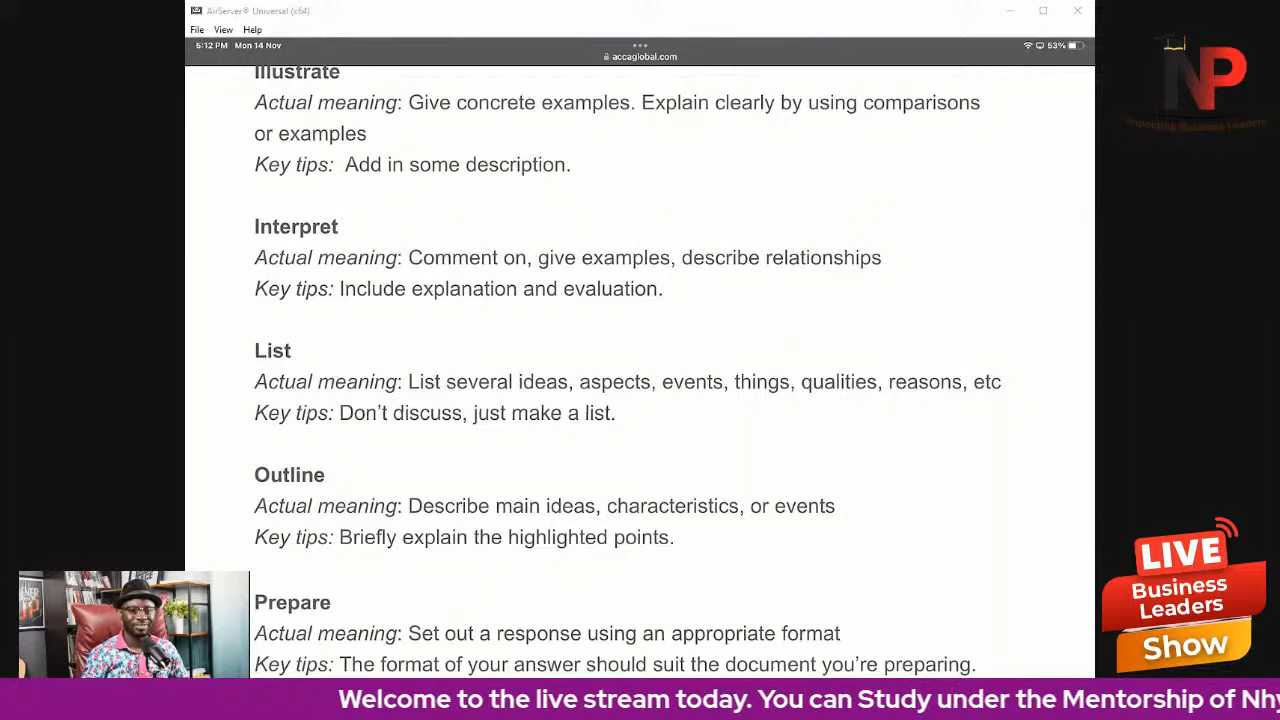 AirServer® Universal (x64)
File View Help
5:12 PM Mon 14 Nov
53%
accaglobal.com
Illustrate
Actual meaning: Give concrete examples. Explain clearly by using comparisons
or examples
Key tips: Add in some description.
Interpret
Actual meaning: Comment on, give examples, describe relationships
Key tips: Include explanation and evaluation.
List
Actual meaning: List several ideas, aspects, events, things, qualities, reasons, etc
Key tips: Don't discuss, just make a list.
Outline
Actual meaning: Describe main ideas, characteristics, or events
Key tips: Briefly explain the highlighted points.
Prepare
Actual meaning: Set out a response using an appropriate format
Key tips: The format of your answer should suit the document you're preparing.
NP
Impacting Business Leaders
LIVE
Business
Leaders
Show
Welcome to the live stream today. You can Study under the Mentorship of Nhy